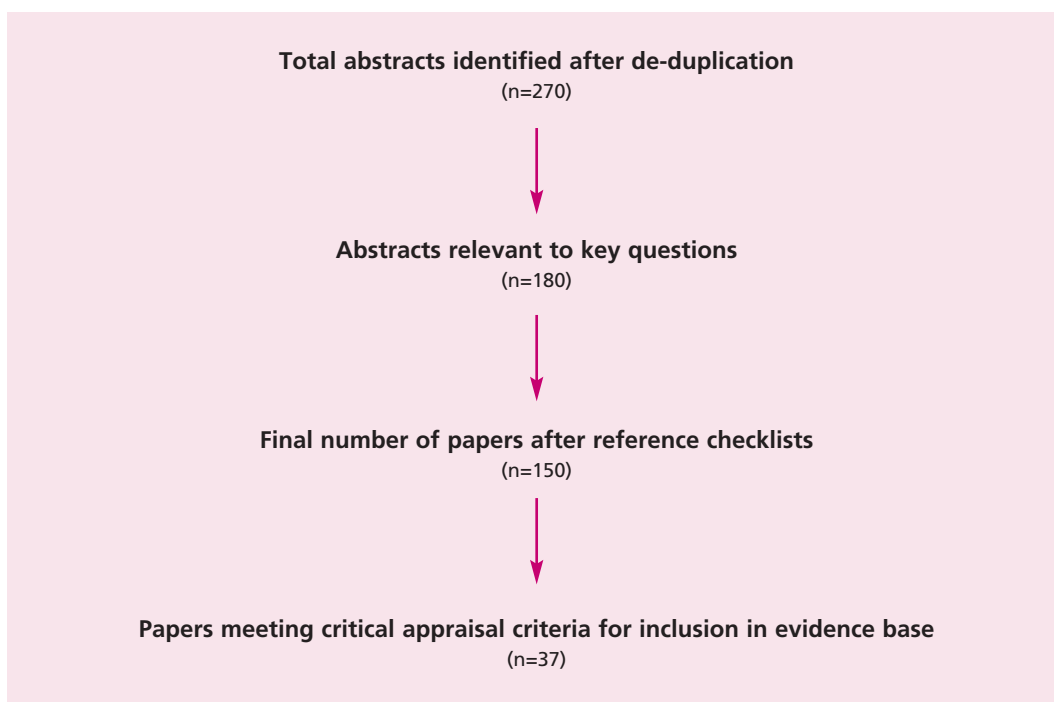 Total abstracts identified after de-duplication
(n=270)
Abstracts relevant to key questions
(n=180)
Final number of papers after reference checklists
(n=150)
Papers meeting critical appraisal criteria for inclusion in evidence base
(n=37)